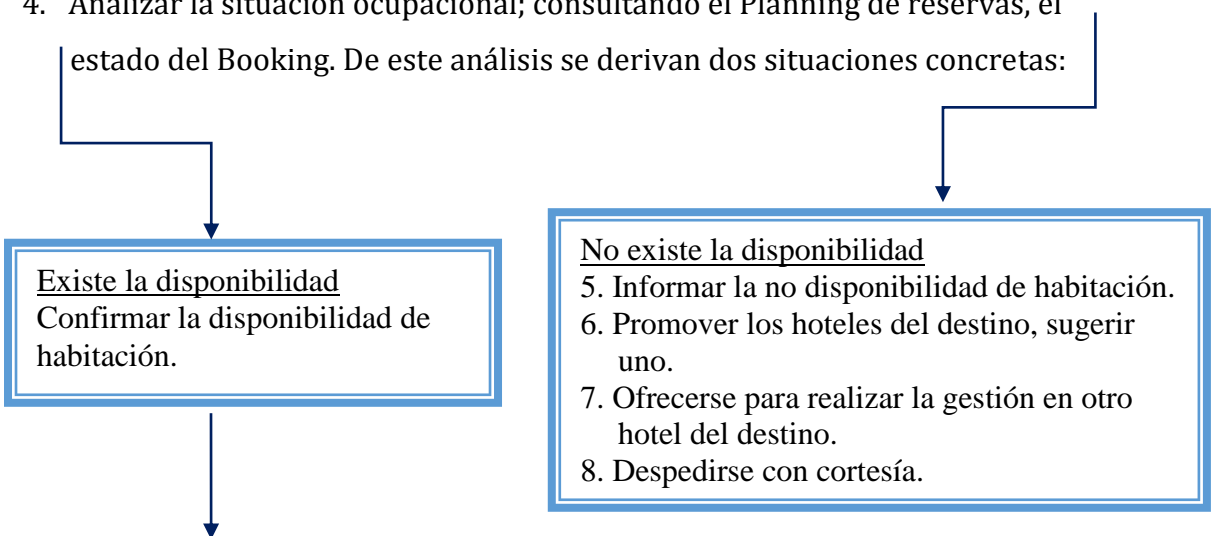 4. Analizar la situación ocupacional; consultando el Planning de reservas, el
estado del Booking. De este análisis se derivan dos situaciones concretas:
Existe la disponibilidad
Confirmar la disponibilidad de
habitación.
No existe la disponibilidad
5. Informar la no disponibilidad de habitación.
6. Promover los hoteles del destino, sugerir
uno.
7. Ofrecerse para realizar la gestión en otro
hotel del destino.
8. Despedirse con cortesía.